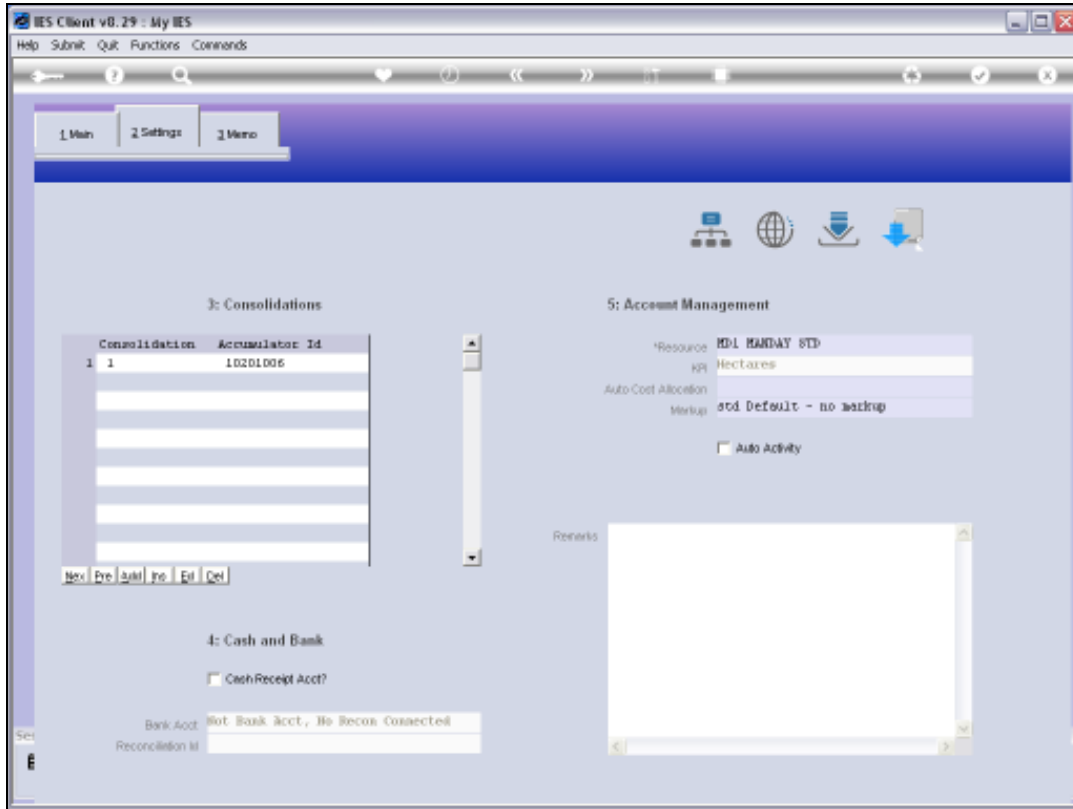 IES Client v8.29 : My IES
Help Submit Quit Functions Commands
1 Main
2 Settings
3 Memo
3: Consolidations
Consolidation Accumulator Id
1 1 10201006
Nex Pre Add Ins Ed Del
4: Cash and Bank
Cash Receipt Acct?
Bank Acct Not Bank Acct, No Recon Connected
Reconciliation Id
5: Account Management
*Resource MD1 MANDAY STD
KPI Hectares
Auto Cost Allocation
Markup std Default - no markup
Auto Activity
Remarks